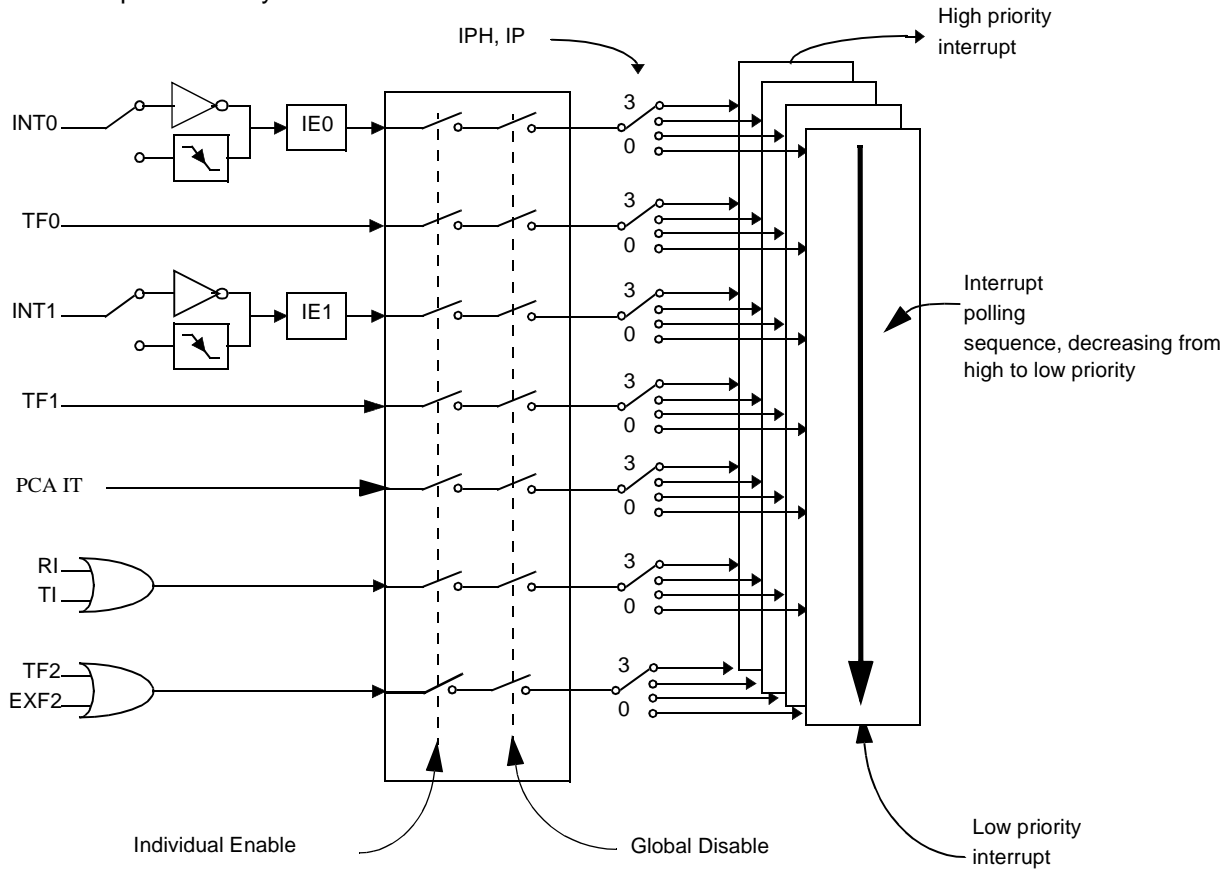 High priority
interrupt
IPH, IP
INT0
IE0
3
0
TF0
3
0
INT1
IE1
3
0
Interrupt
polling
sequence, decreasing from
high to low priority
TF1
3
0
PCA IT
3
0
RI
TI
3
0
TF2
EXF2
3
0
Individual Enable
Global Disable
Low priority
interrupt